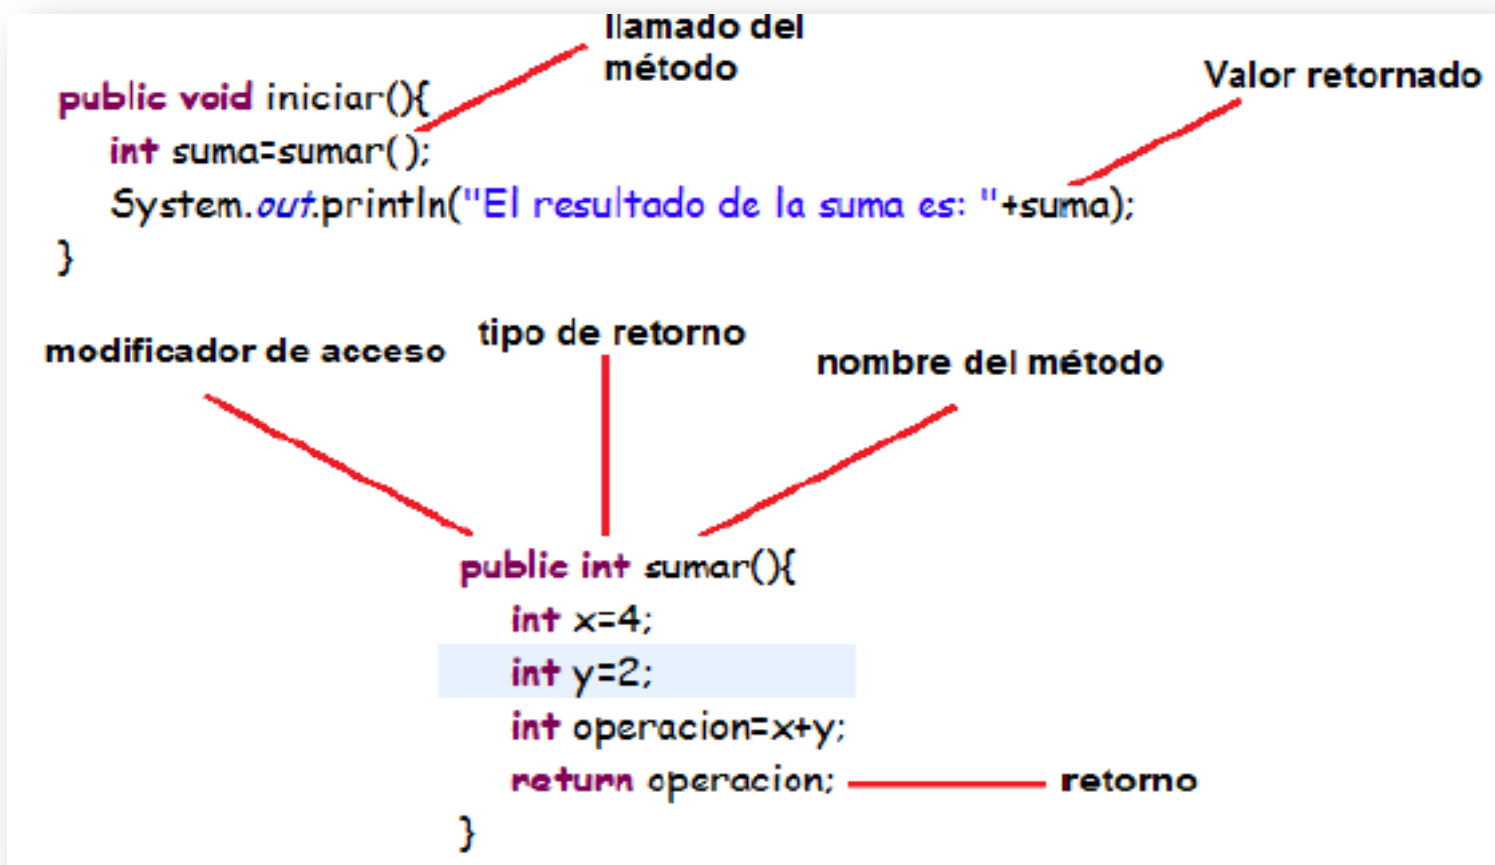 llamado del
método
Valor retornado
public void iniciar(){
int suma=sumar();
System.out.println("El resultado de la suma es: "+suma);
}
modificador de acceso
tipo de retorno
nombre del método
public int sumar(){
int x=4;
int y=2;
int operacion=x+y;
return operacion;
retorno
}